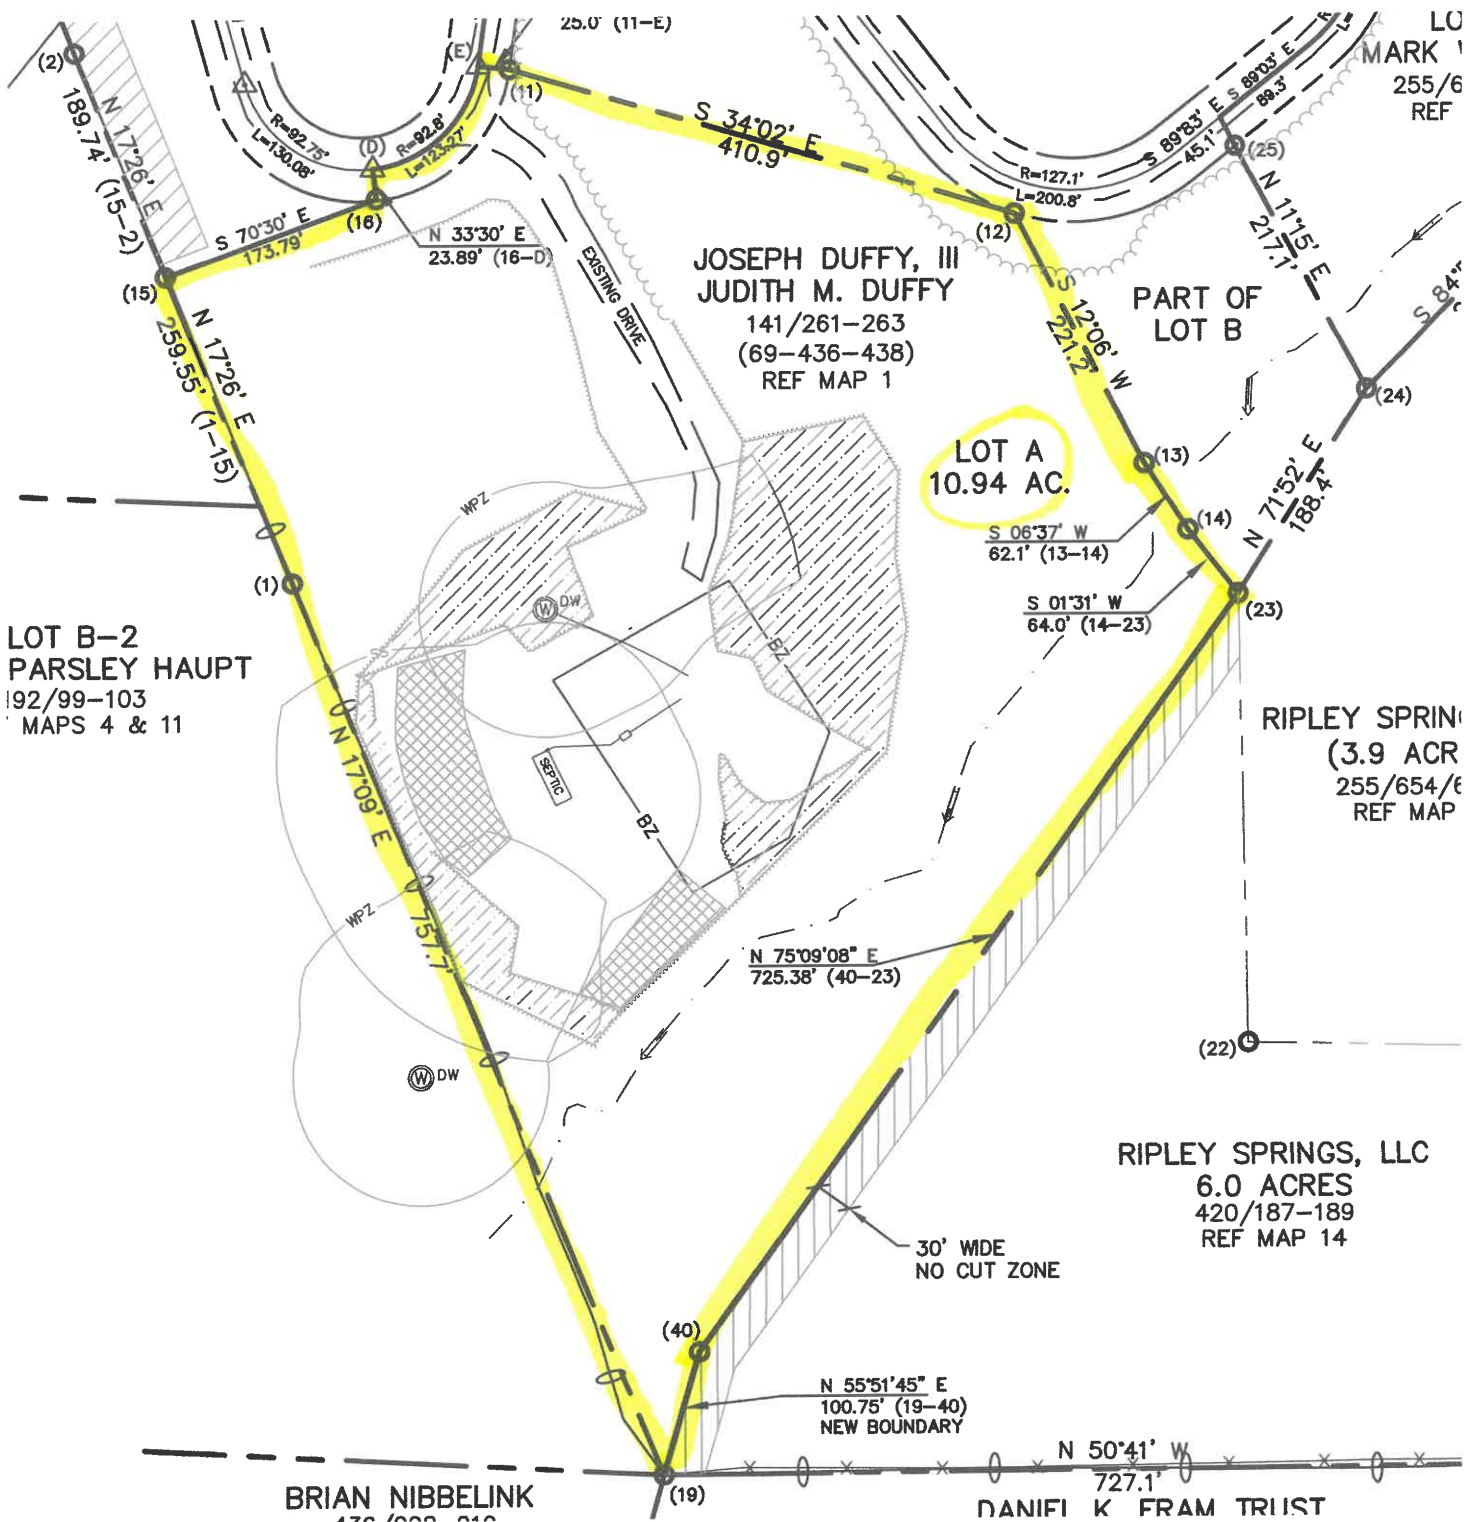 25.0' (11-E)
(E)
(2)
(11)
189.74' (15-2)
N 17°26' E
R=92.75'
L=130.08'
(D)
R=92.8'
L=123.27'
S 34°02' E
410.9'
S 89°03' E
89.3'
S 89°83' E
45.1'
R=127.1'
L=200.8'
(25)
MARK
REF
S 70°30' E
173.79'
(16)
N 33°30' E
23.89' (16-D)
(15)
EXISTING DRIVE
JOSEPH DUFFY, III
JUDITH M. DUFFY
141/261-263
(69-436-438)
REF MAP 1
(12)
N 11°15' E
217.1'
S 12°06' W
221.2'
PART OF
LOT B
(24)
N 17°26' E
259.55' (1-15)
LOT A
10.94 AC.
(13)
(14)
S 06°37' W
62.1' (13-14)
N 71°52' E
188.4'
S 01°31' W
64.0' (14-23)
(23)
WPZ
(1)
W DW
BZ
LOT B-2
PARSLEY HAUPT
192/99-103
MAPS 4 & 11
SEPTIC
BZ
N 17°09' E
757.7'
WPZ
N 75°09'08" E
725.38' (40-23)
W DW
(3.9 ACR
255/654/6
REF MAP
(22)
RIPLEY SPRINGS, LLC
6.0 ACRES
420/187-189
REF MAP 14
30' WIDE
NO CUT ZONE
(40)
N 55°51'45" E
100.75' (19-40)
NEW BOUNDARY
(19)
N 50°41' W
727.1'
BRIAN NIBBELINK
DANIEL K. FRAM TRUST